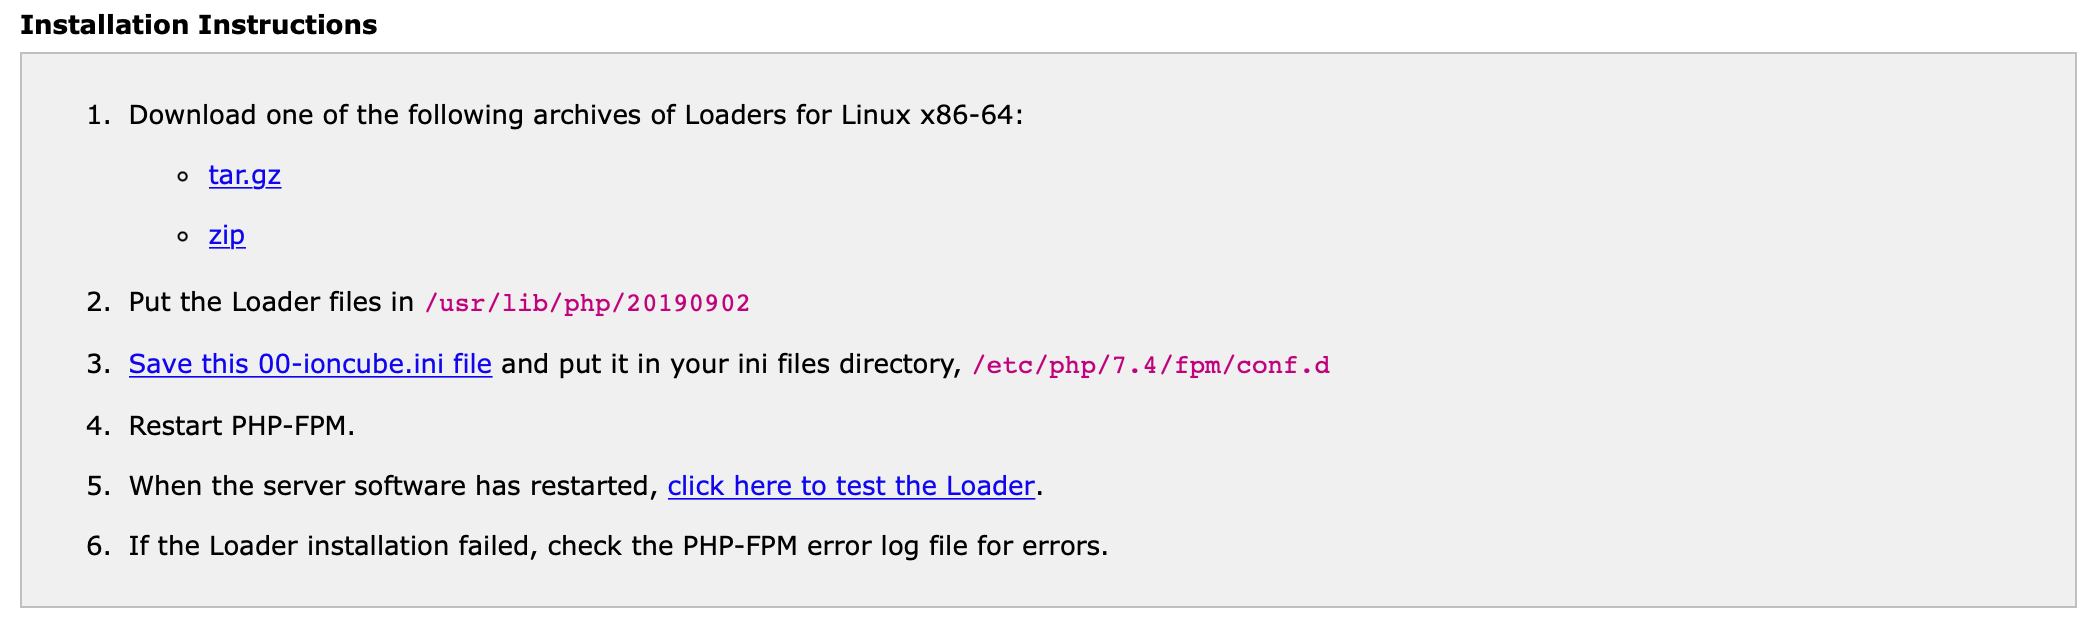 Installation Instructions
1. Download one of the following archives of Loaders for Linux x86-64:
tar.gz
zip
2. Put the Loader files in /usr/lib/php/20190902
3. Save this 00-ioncube.ini file and put it in your ini files directory, /etc/php/7.4/fpm/conf.d
4. Restart PHP-FPM.
5. When the server software has restarted, click here to test the Loader.
6. If the Loader installation failed, check the PHP-FPM error log file for errors.